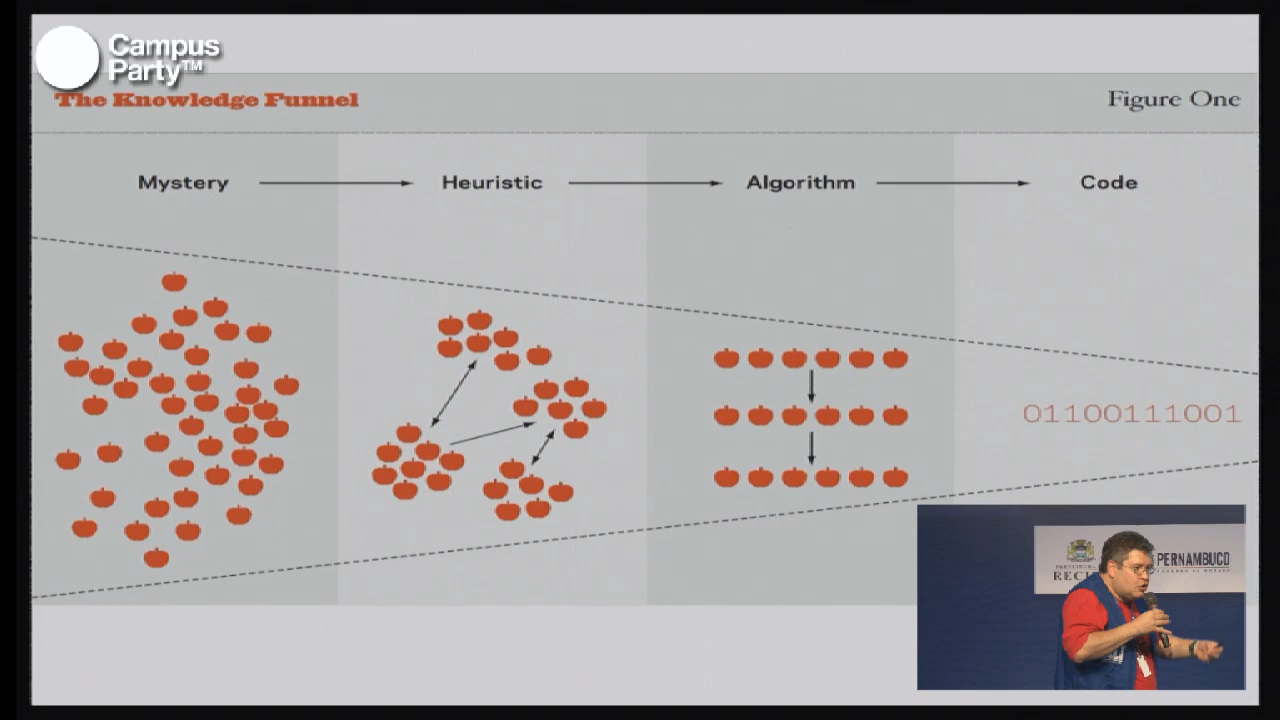 Campus
Party™
The Knowledge Funnel
Figure One
Mystery
Heuristic
Algorithm
Code
01100111001
PERNAMBUCO